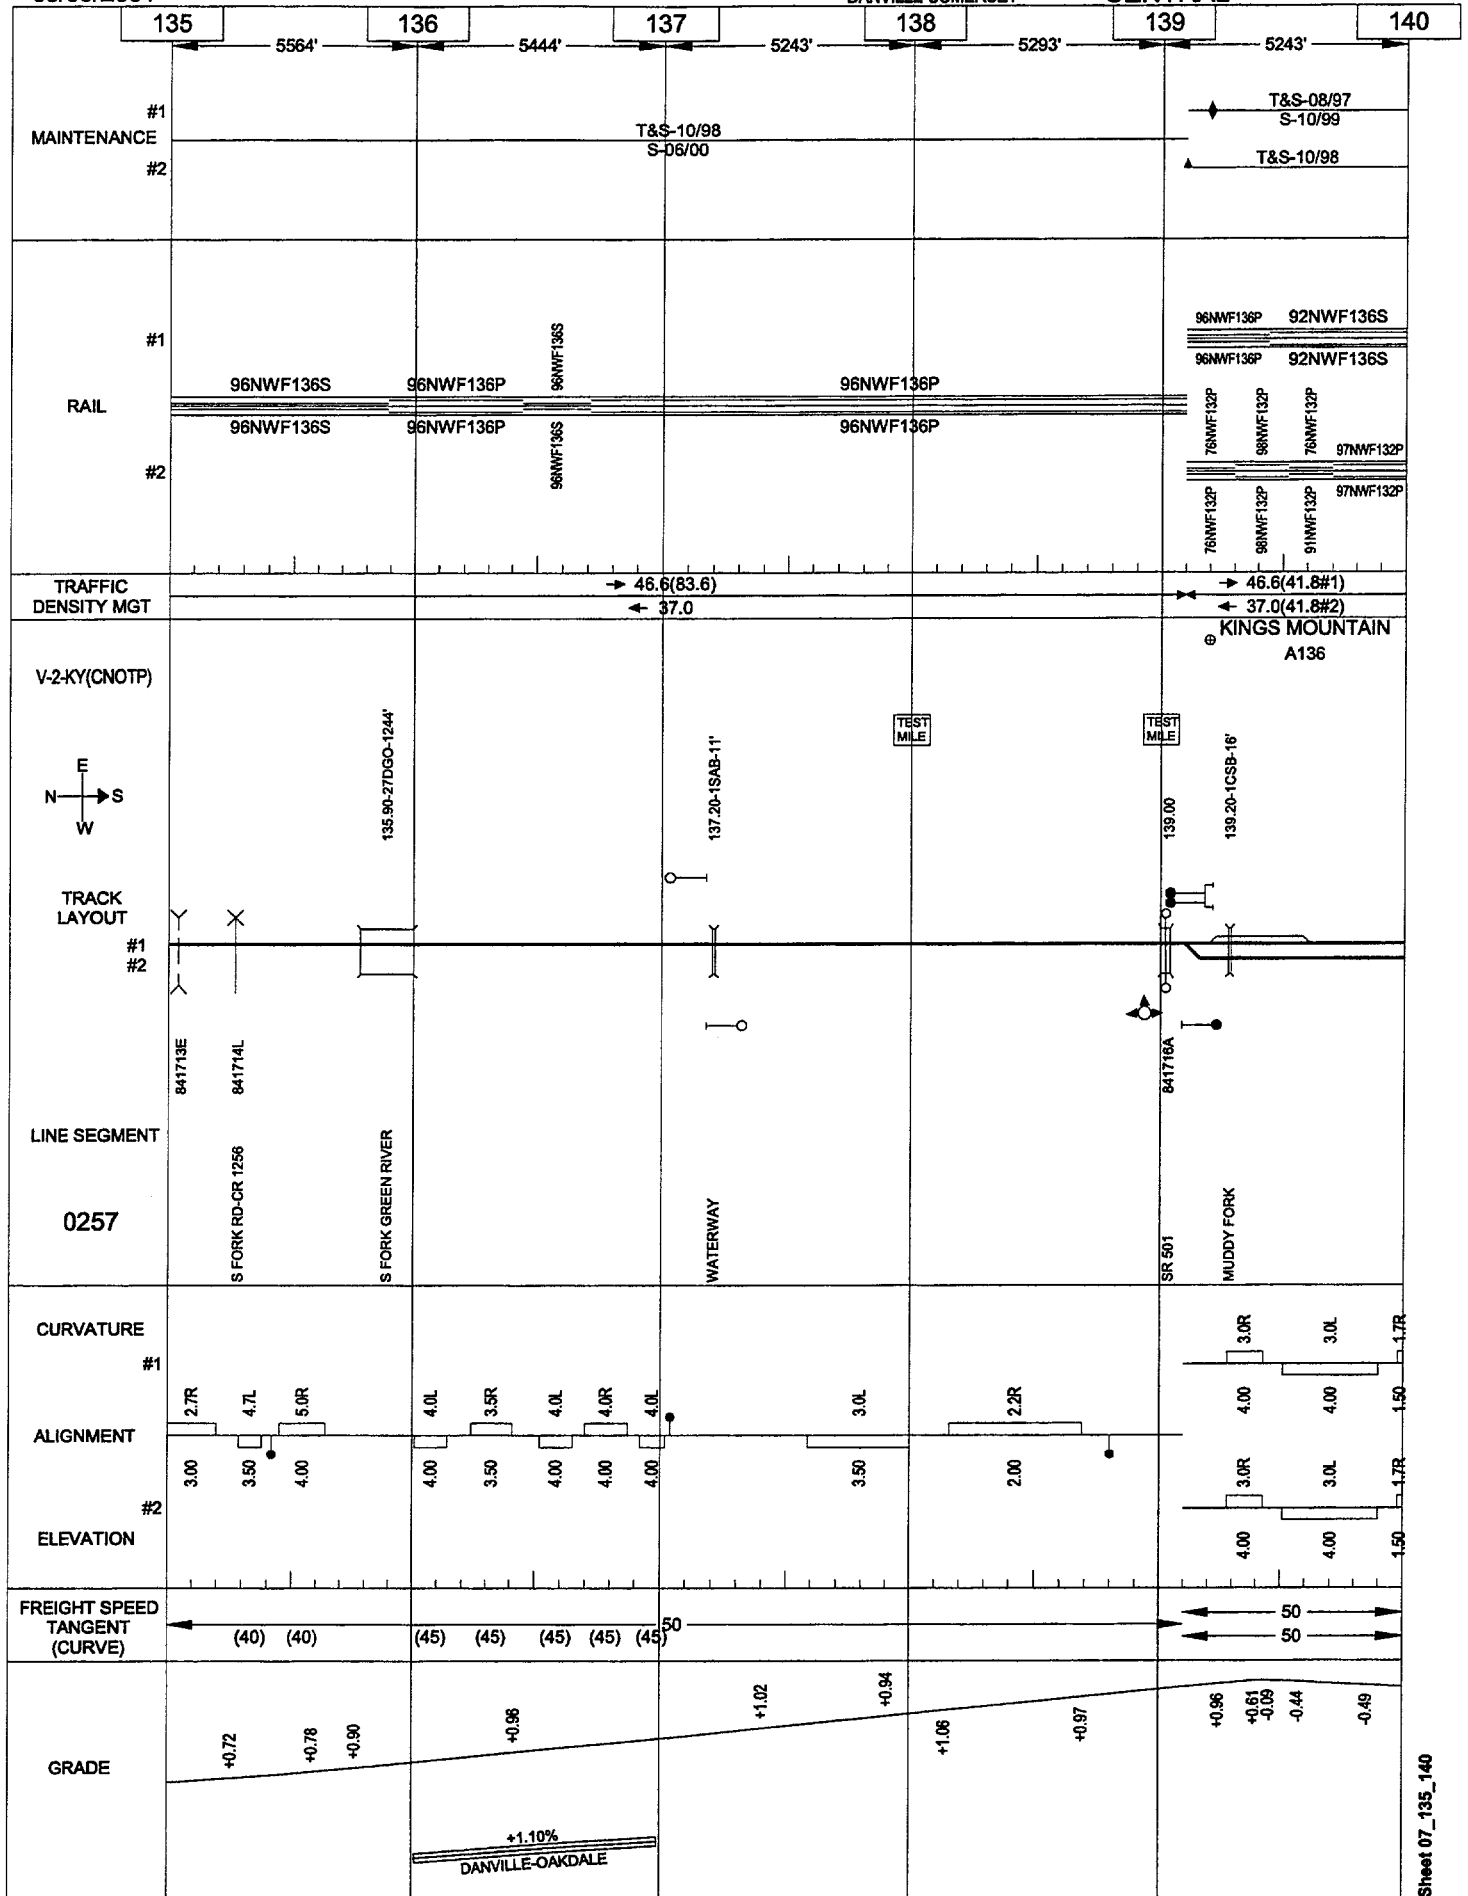 135 136 137 138 139 140
5564' 5444' 5243' 5293' 5243'
#1
MAINTENANCE
#2
T&S-10/98
S-06/00
T&S-08/97
S-10/99
T&S-10/98
#1
RAIL
#2
96NWF136S 96NWF136P 96NWF136S 96NWF136P
96NWF136S 96NWF136P 96NWF136S 96NWF136P
96NWF136P 92NWF136S
96NWF136P 92NWF136S
76NWF132P 98NWF132P 76NWF132P 97NWF132P
76NWF132P 98NWF132P 91NWF132P 97NWF132P
TRAFFIC
DENSITY MGT
46.6(83.6)
37.0
46.6(41.8#1)
37.0(41.8#2)
KINGS MOUNTAIN
A136
V-2-KY(CNOTP)
E
N S
W
135.90-27DGO-1244'
137.20-1SAB-11'
TEST
MILE
TEST
MILE
139.00
139.20-1CSB-16'
TRACK
LAYOUT
#1
#2
841713E
841714L
841716A
LINE SEGMENT
0257
S FORK RD-CR 1256
S FORK GREEN RIVER
WATERWAY
SR 501
MUDDY FORK
CURVATURE
#1
3.0R 3.0L 1.7R
4.00 4.00 1.50
ALIGNMENT
2.7R 4.7L 5.0R 4.0L 3.5R 4.0L 4.0R 4.0L 3.0L 2.2R
3.00 3.50 4.00 4.00 3.50 4.00 4.00 4.00 3.50 2.00
#2
3.0R 3.0L 1.7R
4.00 4.00 1.50
ELEVATION
FREIGHT SPEED
TANGENT
(CURVE)
50
(40) (40) (45) (45) (45) (45) (45)
50
50
GRADE
+0.72 +0.78 +0.90 +0.96 +1.02 +0.94 +1.06 +0.97 +0.96 +0.61 -0.09 -0.44 -0.49
+1.10%
DANVILLE-OAKDALE
Sheet 07_135_140